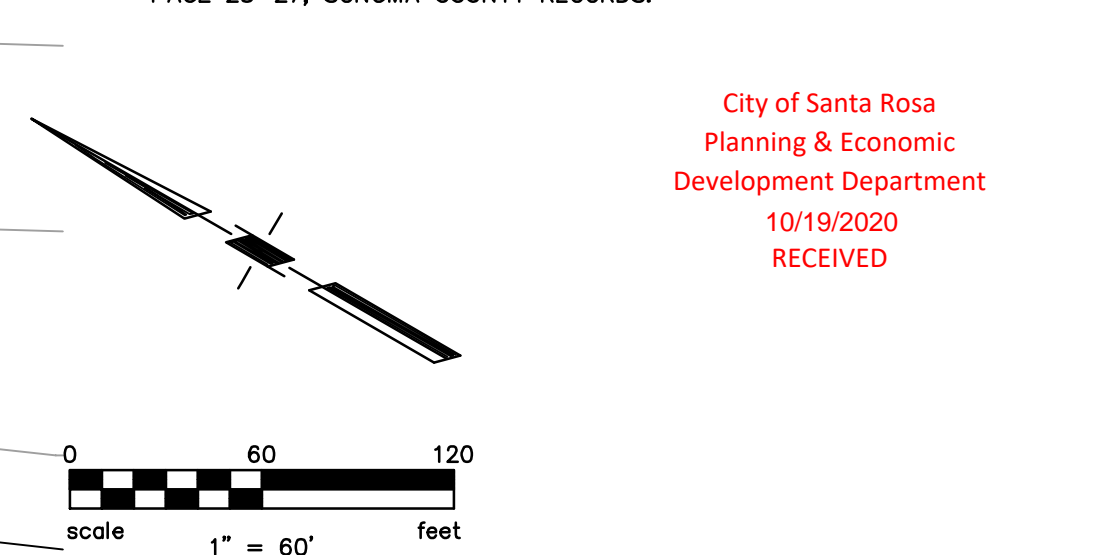 City of Santa Rosa
Planning & Economic
Development Department
10/19/2020
RECEIVED
0 60 120
scale feet
1" = 60'